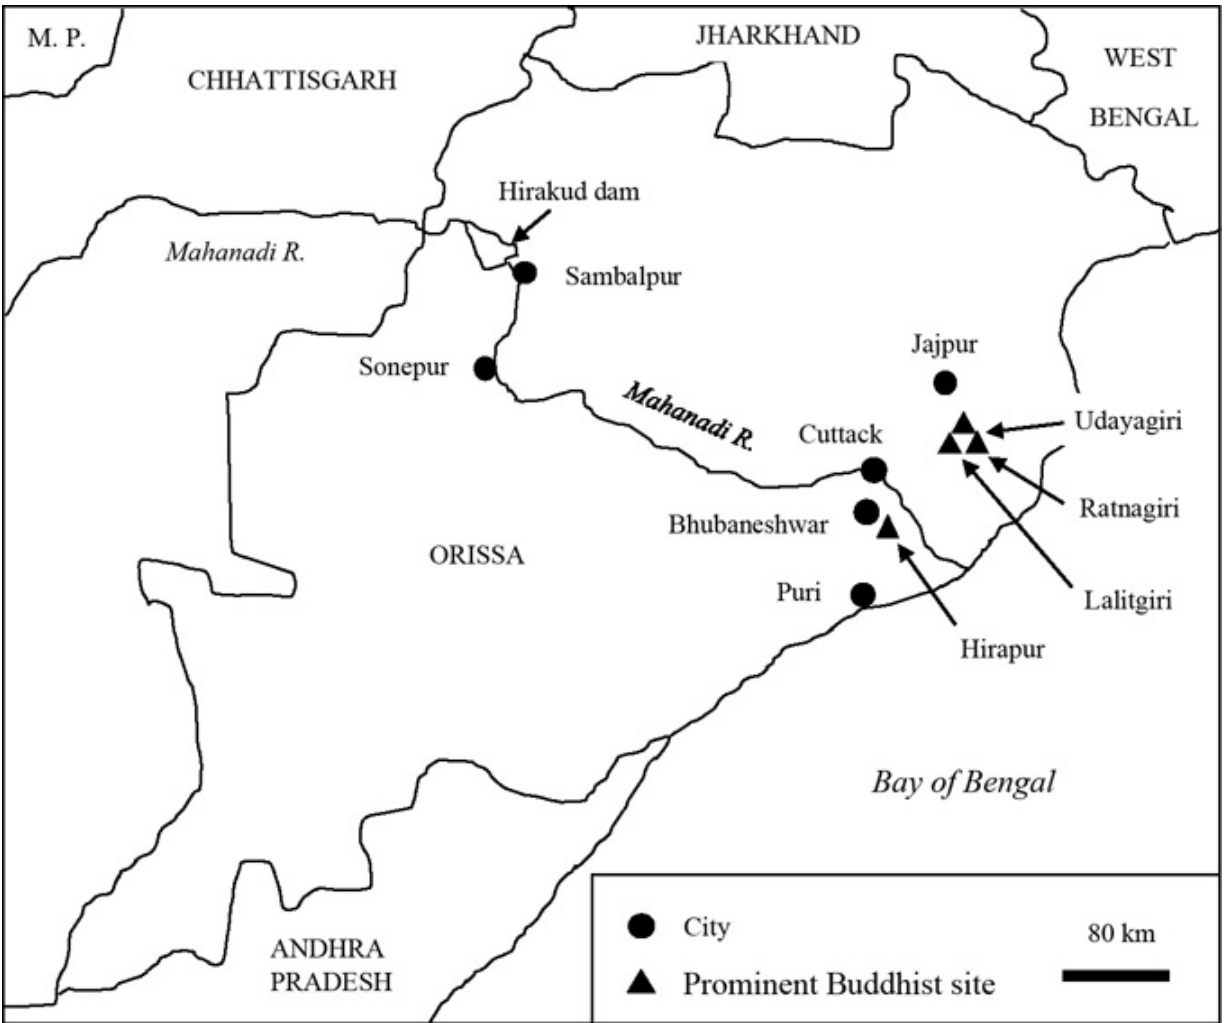 M. P.
CHHATTISGARH
JHARKHAND
WEST
BENGAL
Hirakud dam
Mahanadi R.
Sambalpur
Jajpur
Sonepur
Mahanadi R.
Udayagiri
Cuttack
Ratnagiri
Bhubaneshwar
ORISSA
Puri
Lalitgiri
Hirapur
Bay of Bengal
ANDHRA
PRADESH
City
80 km
Prominent Buddhist site